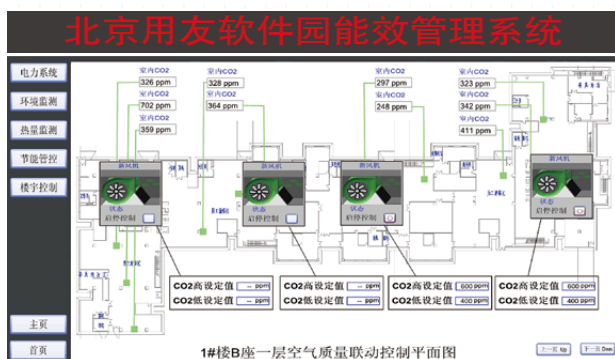 北京用友软件园能效管理系统
电力系统
环境监测
热量监测
节能管控
楼宇控制
主页
首页
室内CO2
326 ppm
702 ppm
室内CO2
359 ppm
室内CO2
328 ppm
364 ppm
室内CO2
297 ppm
室内CO2
248 ppm
室内CO2
323 ppm
室内CO2
342 ppm
室内CO2
411 ppm
新风机
状态
启停控制
新风机
状态
启停控制
新风机
状态
启停控制
新风机
状态
启停控制
CO2高设定值 -- ppm
CO2低设定值 -- ppm
CO2高设定值 -- ppm
CO2低设定值 -- ppm
CO2高设定值 600 ppm
CO2低设定值 400 ppm
CO2高设定值 600 ppm
CO2低设定值 400 ppm
1#楼B座一层空气质量联动控制平面图
上一页 Up
下一页